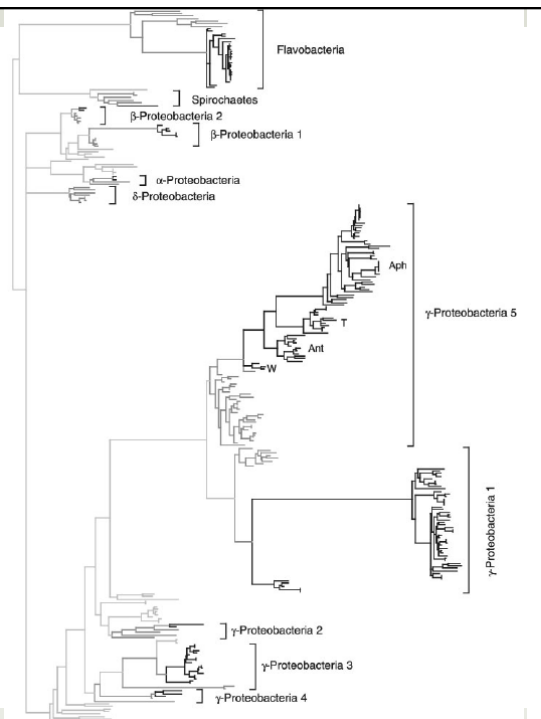 Flavobacteria
Spirochaetes
β-Proteobacteria 2
β-Proteobacteria 1
α-Proteobacteria
δ-Proteobacteria
Aph
γ-Proteobacteria 5
T
Ant
W
γ-Proteobacteria 1
γ-Proteobacteria 2
γ-Proteobacteria 3
γ-Proteobacteria 4